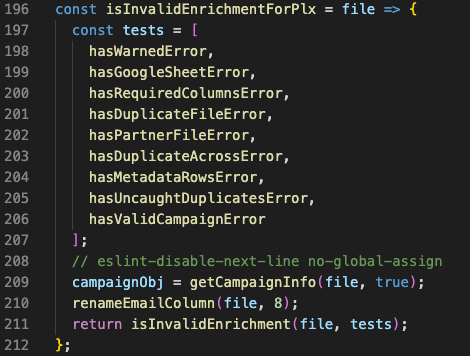 196 const isInvalidEnrichmentForPlx = file => {
197   const tests = [
198     hasWarnedError,
199     hasGoogleSheetError,
200     hasRequiredColumnsError,
201     hasDuplicateFileError,
202     hasPartnerFileError,
203     hasDuplicateAcrossError,
204     hasMetadataRowsError,
205     hasUncaughtDuplicatesError,
206     hasValidCampaignError
207   ];
208   // eslint-disable-next-line no-global-assign
209   campaignObj = getCampaignInfo(file, true);
210   renameEmailColumn(file, 8);
211   return isInvalidEnrichment(file, tests);
212 };